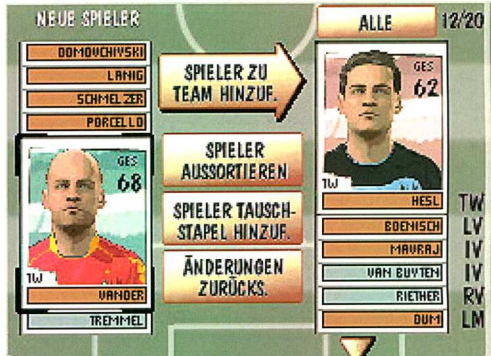 NEUE SPIELER
DOMOVCHIYSKI
LANIG
SCHMELZER
PORCELLO
GES
68
TW
VANDER
TREMMEL
SPIELER ZU
TEAM HINZUF.
SPIELER
AUSSORTIEREN
SPIELER TAUSCH-
STAPEL HINZUF.
ÄNDERUNGEN
ZURÜCKS.
ALLE
12/20
GES
62
TW
HESL TW
BOENISCH LV
MAVRAJ IV
VAN BUYTEN IV
RIETHER RV
BUM LM